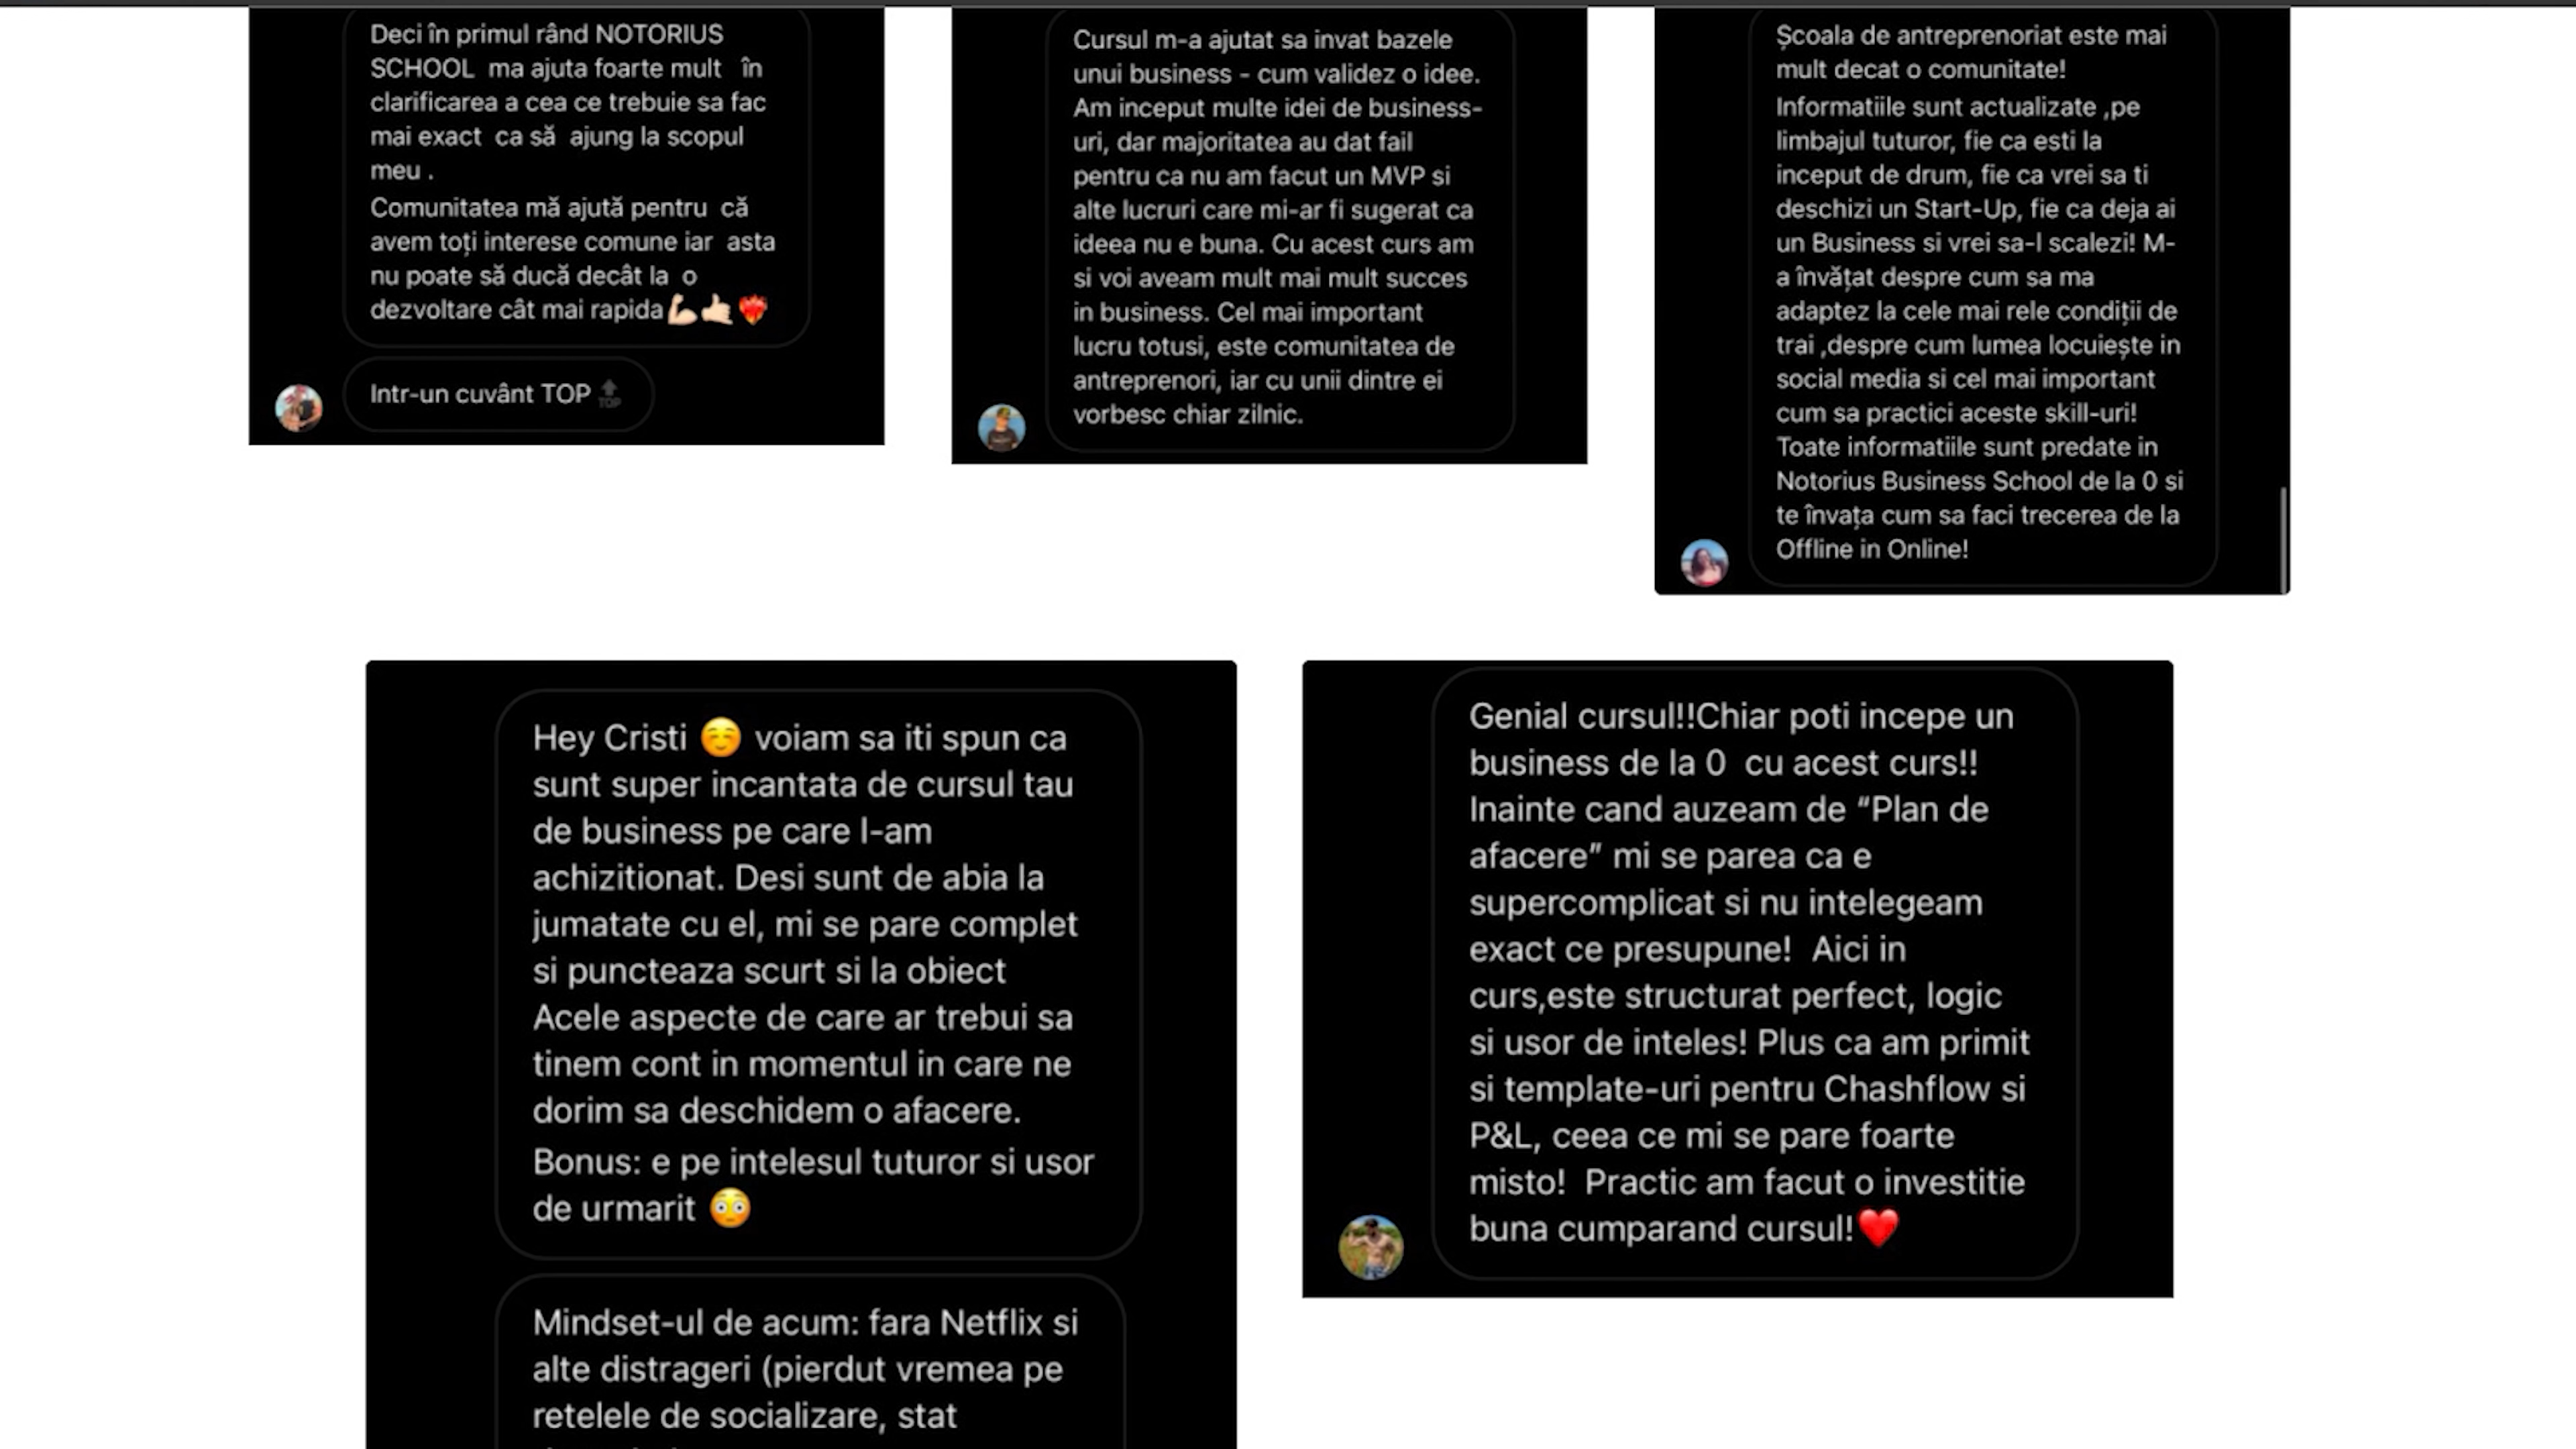 Deci în primul rând NOTORIUS
SCHOOL ma ajuta foarte mult în
clarificarea a cea ce trebuie sa fac
mai exact ca să ajung la scopul
meu .
Comunitatea mă ajută pentru că
avem toți interese comune iar asta
nu poate să ducă decât la o
dezvoltare cât mai rapida💪🤙❤️‍🔥
Intr-un cuvânt TOP 🔝
Cursul m-a ajutat sa invat bazele
unui business - cum validez o idee.
Am inceput multe idei de business-
uri, dar majoritatea au dat fail
pentru ca nu am facut un MVP si
alte lucruri care mi-ar fi sugerat ca
ideea nu e buna. Cu acest curs am
si voi aveam mult mai mult succes
in business. Cel mai important
lucru totusi, este comunitatea de
antreprenori, iar cu unii dintre ei
vorbesc chiar zilnic.
Școala de antreprenoriat este mai
mult decat o comunitate!
Informatiile sunt actualizate ,pe
limbajul tuturor, fie ca esti la
inceput de drum, fie ca vrei sa ti
deschizi un Start-Up, fie ca deja ai
un Business si vrei sa-l scalezi! M-
a învățat despre cum sa ma
adaptez la cele mai rele condiții de
trai ,despre cum lumea locuiește in
social media si cel mai important
cum sa practici aceste skill-uri!
Toate informatiile sunt predate in
Notorius Business School de la 0 si
te învața cum sa faci trecerea de la
Offline in Online!
Hey Cristi ☺️ voiam sa iti spun ca
sunt super incantata de cursul tau
de business pe care l-am
achizitionat. Desi sunt de abia la
jumatate cu el, mi se pare complet
si puncteaza scurt si la obiect
Acele aspecte de care ar trebui sa
tinem cont in momentul in care ne
dorim sa deschidem o afacere.
Bonus: e pe intelesul tuturor si usor
de urmarit 😳
Mindset-ul de acum: fara Netflix si
alte distrageri (pierdut vremea pe
retelele de socializare, stat
Genial cursul!!Chiar poti incepe un
business de la 0 cu acest curs!!
Inainte cand auzeam de “Plan de
afacere” mi se parea ca e
supercomplicat si nu intelegeam
exact ce presupune! Aici in
curs,este structurat perfect, logic
si usor de inteles! Plus ca am primit
si template-uri pentru Chashflow si
P&L, ceea ce mi se pare foarte
misto! Practic am facut o investitie
buna cumparand cursul!❤️